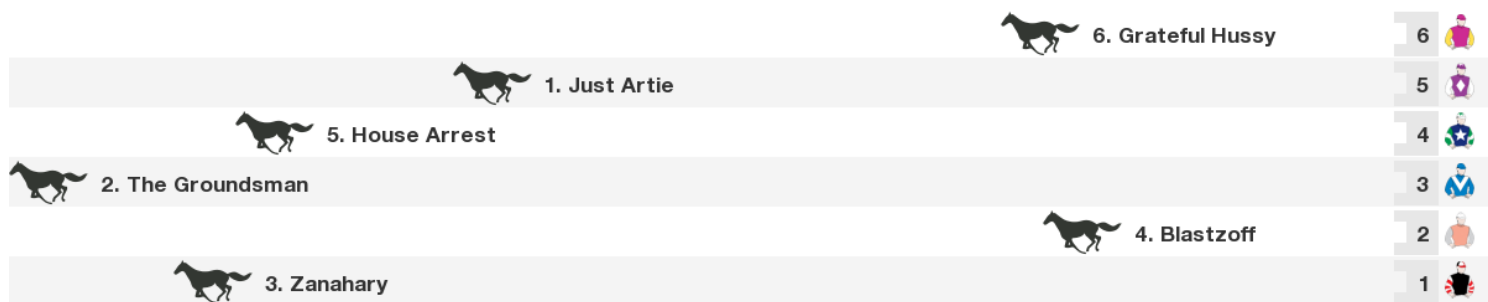 6. Grateful Hussy 6
1. Just Artie 5
5. House Arrest 4
2. The Groundsman 3
4. Blastzoff 2
3. Zanahary 1